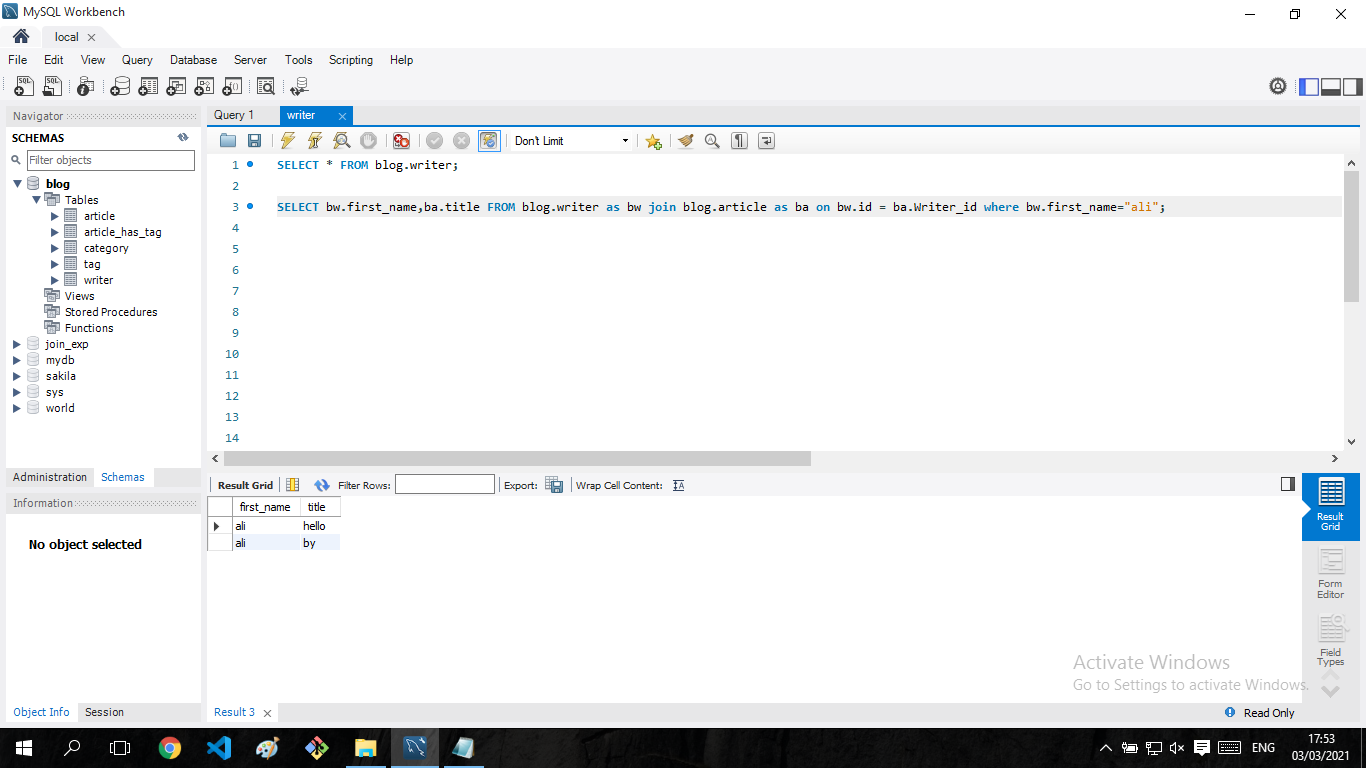 MySQL Workbench
local
File Edit View Query Database Server Tools Scripting Help
Navigator
SCHEMAS
Filter objects
blog
Tables
article
article_has_tag
category
tag
writer
Views
Stored Procedures
Functions
join_exp
mydb
sakila
sys
world
Administration Schemas
Information
No object selected
Object Info Session
Query 1 writer
Don't Limit
1 SELECT * FROM blog.writer;
2
3 SELECT bw.first_name,ba.title FROM blog.writer as bw join blog.article as ba on bw.id = ba.Writer_id where bw.first_name="ali";
4
5
6
7
8
9
10
11
12
13
14
Result Grid Filter Rows: Export: Wrap Cell Content:
first_name title
ali hello
ali by
Result Grid
Form Editor
Field Types
Activate Windows
Go to Settings to activate Windows.
Result 3 Read Only
ENG
17:53
03/03/2021